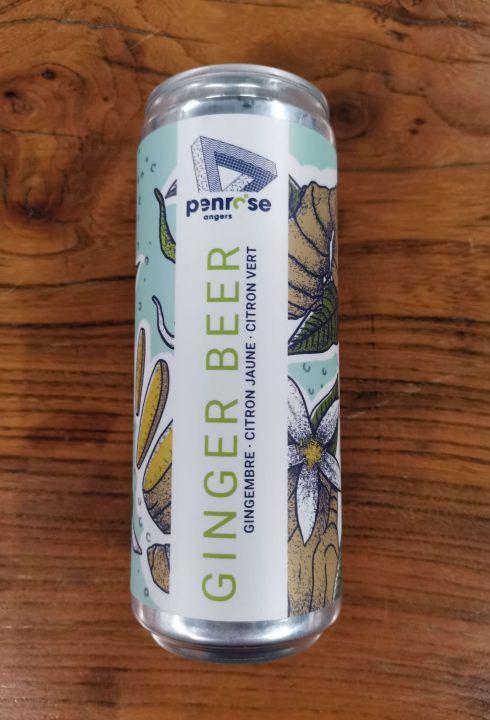 penrose
angers
GINGER BEER
GINGEMBRE · CITRON JAUNE · CITRON VERT